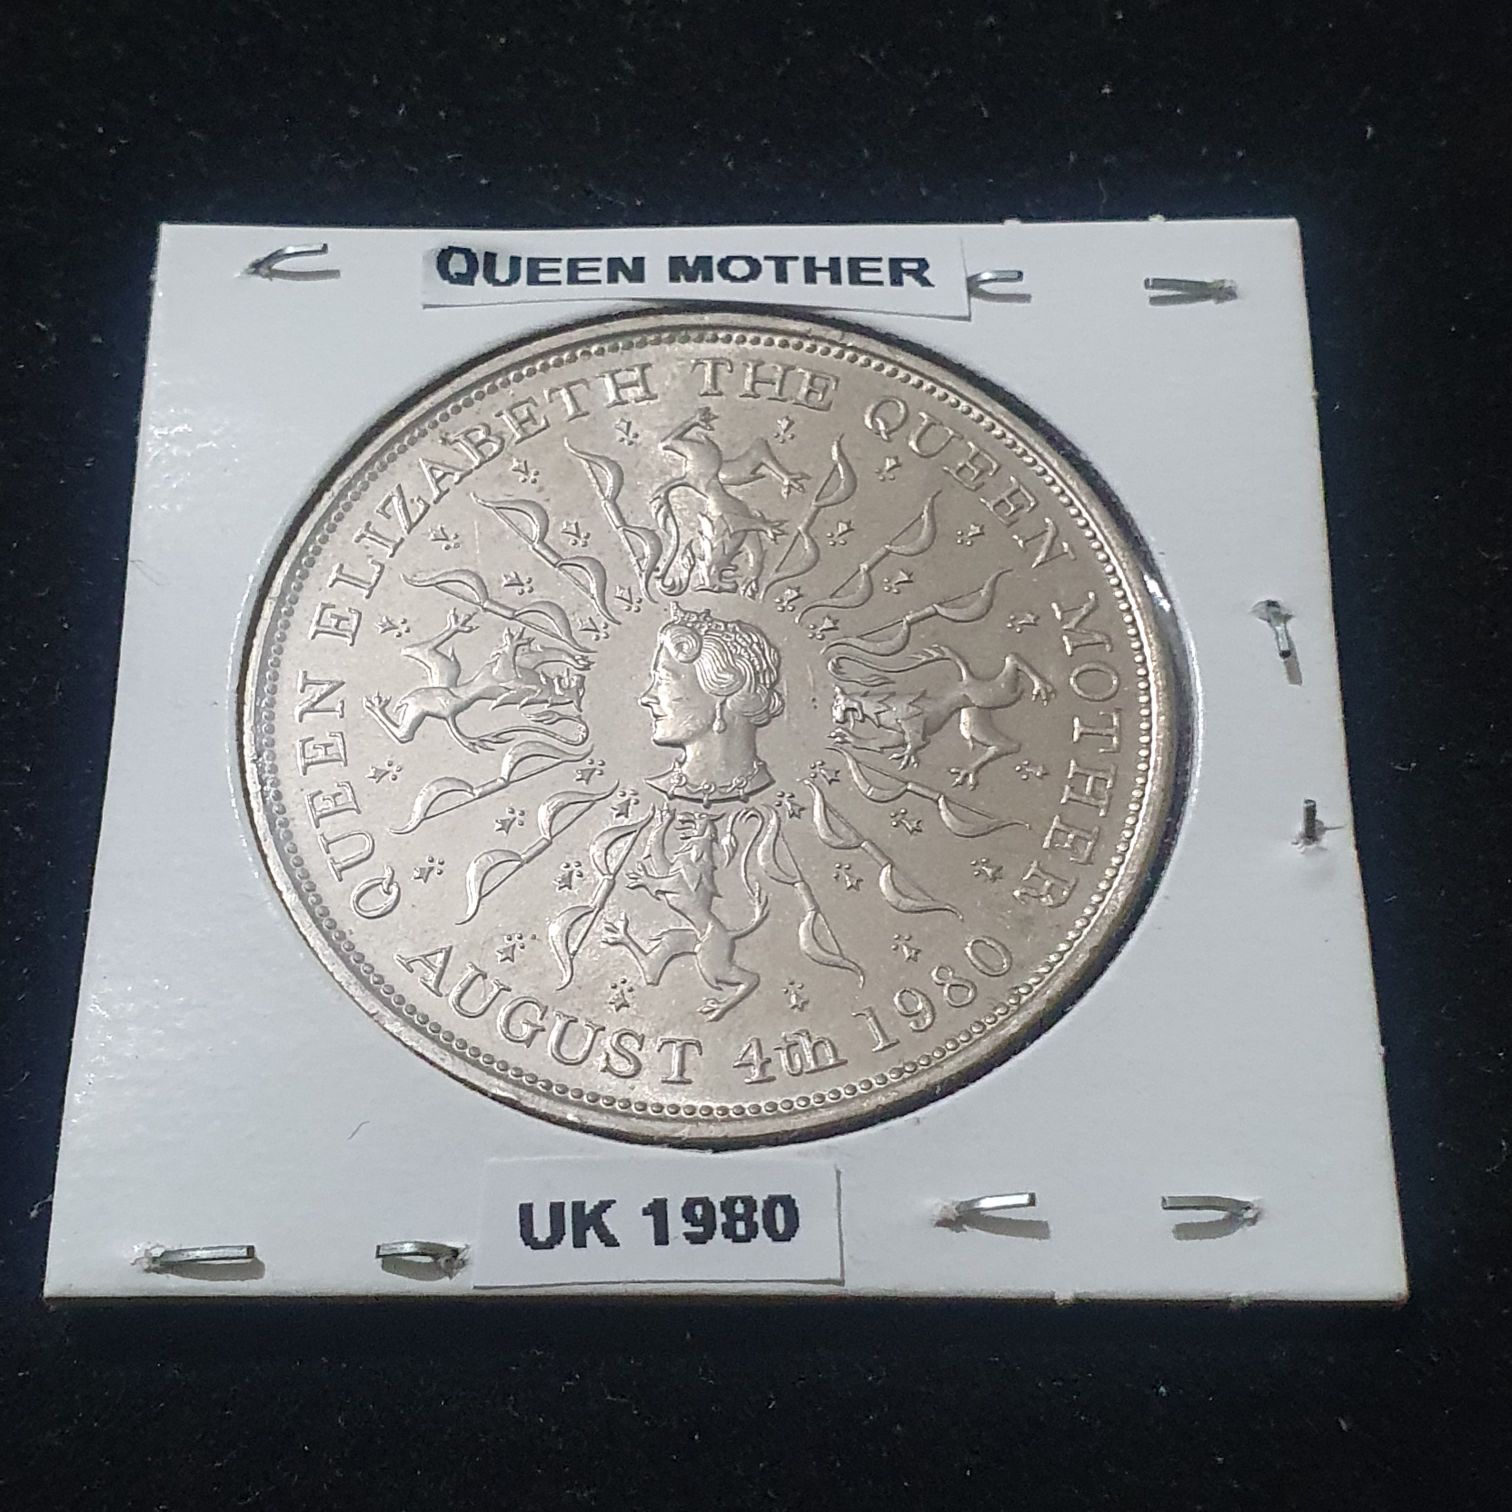 QUEEN MOTHER
QUEEN ELIZABETH THE QUEEN MOTHER
AUGUST 4th 1980
UK 1980